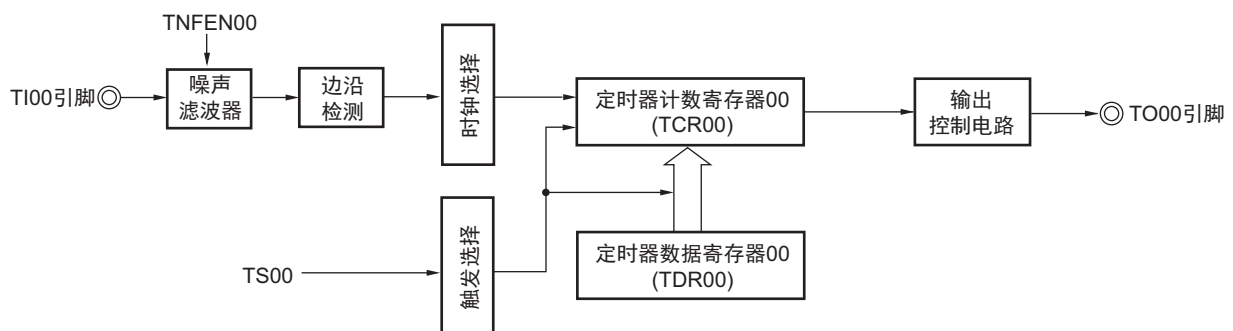 TNFEN00
TI00引脚
噪声
滤波器
边沿
检测
时钟选择
定时器计数寄存器00
(TCR00)
输出
控制电路
TO00引脚
TS00
触发选择
定时器数据寄存器00
(TDR00)